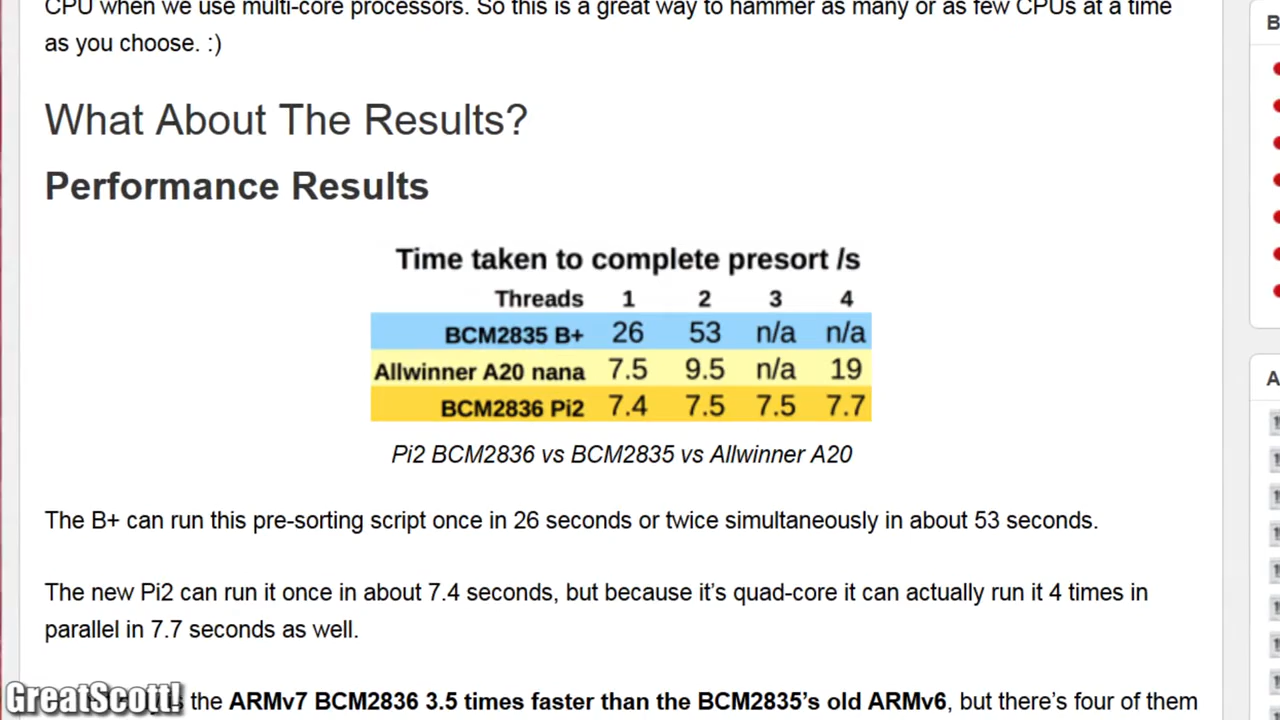 CPU when we use multi-core processors. So this is a great way to hammer as many or as few CPUs at a time
as you choose. :)
What About The Results?
Performance Results
Time taken to complete presort /s
Threads 1 2 3 4
BCM2835 B+ 26 53 n/a n/a
Allwinner A20 nana 7.5 9.5 n/a 19
BCM2836 Pi2 7.4 7.5 7.5 7.7
Pi2 BCM2836 vs BCM2835 vs Allwinner A20
The B+ can run this pre-sorting script once in 26 seconds or twice simultaneously in about 53 seconds.
The new Pi2 can run it once in about 7.4 seconds, but because it’s quad-core it can actually run it 4 times in
parallel in 7.7 seconds as well.
the ARMv7 BCM2836 3.5 times faster than the BCM2835’s old ARMv6, but there’s four of them
GreatScott!